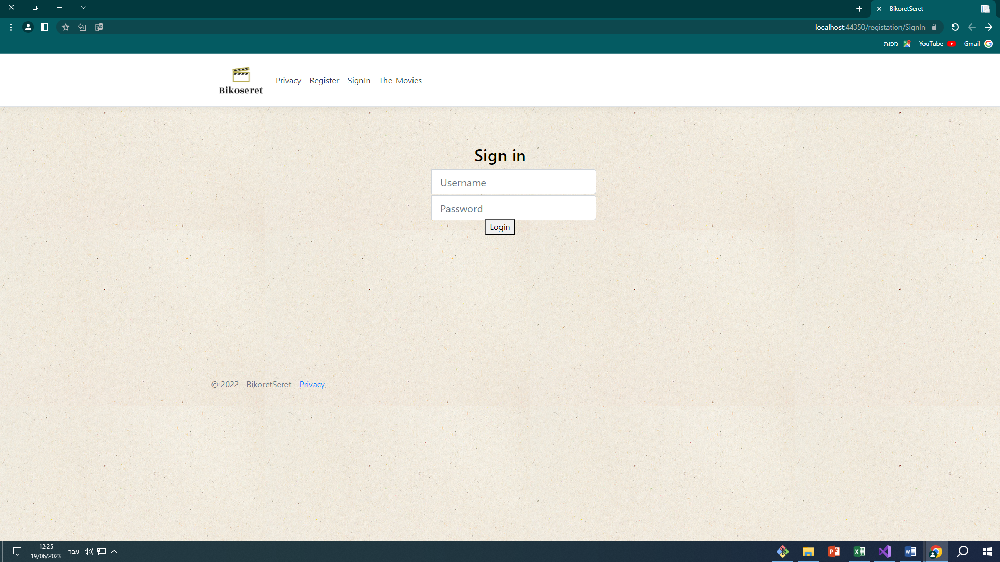 - BikoretSeret
localhost:44350/registation/SignIn
Gmail
YouTube
מפות
Bikoseret
Privacy
Register
SignIn
The-Movies
Sign in
Username
Password
Login
© 2022 - BikoretSeret - Privacy
12:25
19/06/2023
עבר